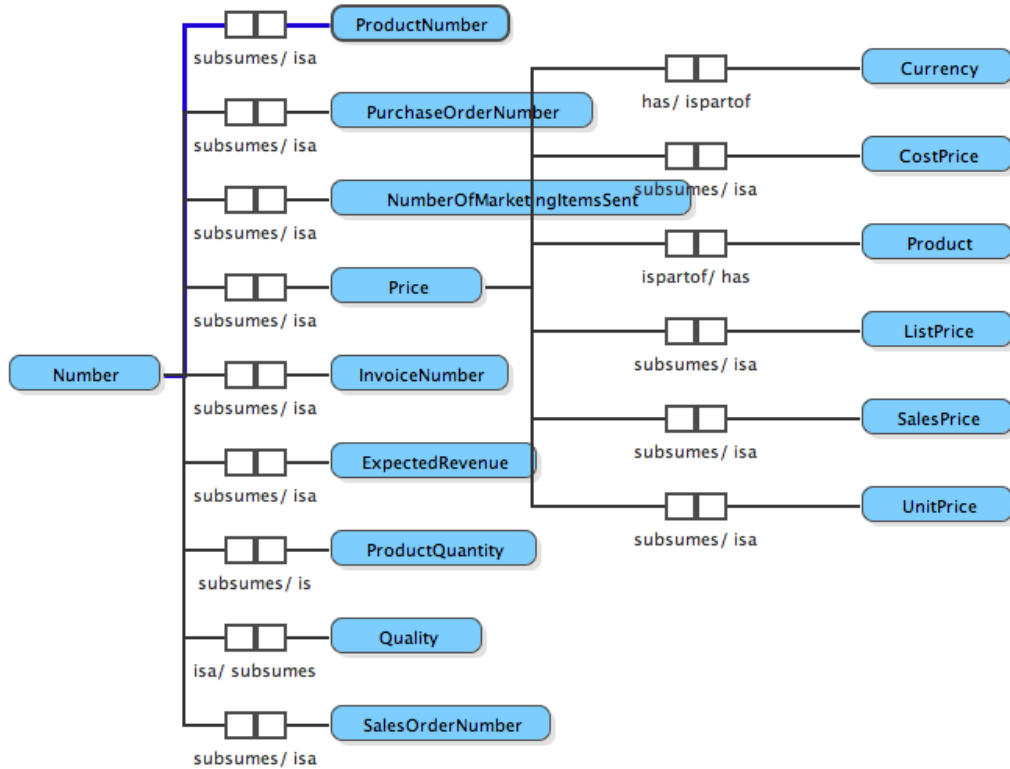 ProductNumber
subsumes/ isa
Currency
has/ ispartof
PurchaseOrderNumber
subsumes/ isa
CostPrice
subsumes/ isa
NumberOfMarketingItemsSent
subsumes/ isa
Product
ispartof/ has
Price
subsumes/ isa
ListPrice
subsumes/ isa
Number
InvoiceNumber
subsumes/ isa
SalesPrice
subsumes/ isa
ExpectedRevenue
subsumes/ isa
UnitPrice
subsumes/ isa
ProductQuantity
subsumes/ is
Quality
isa/ subsumes
SalesOrderNumber
subsumes/ isa